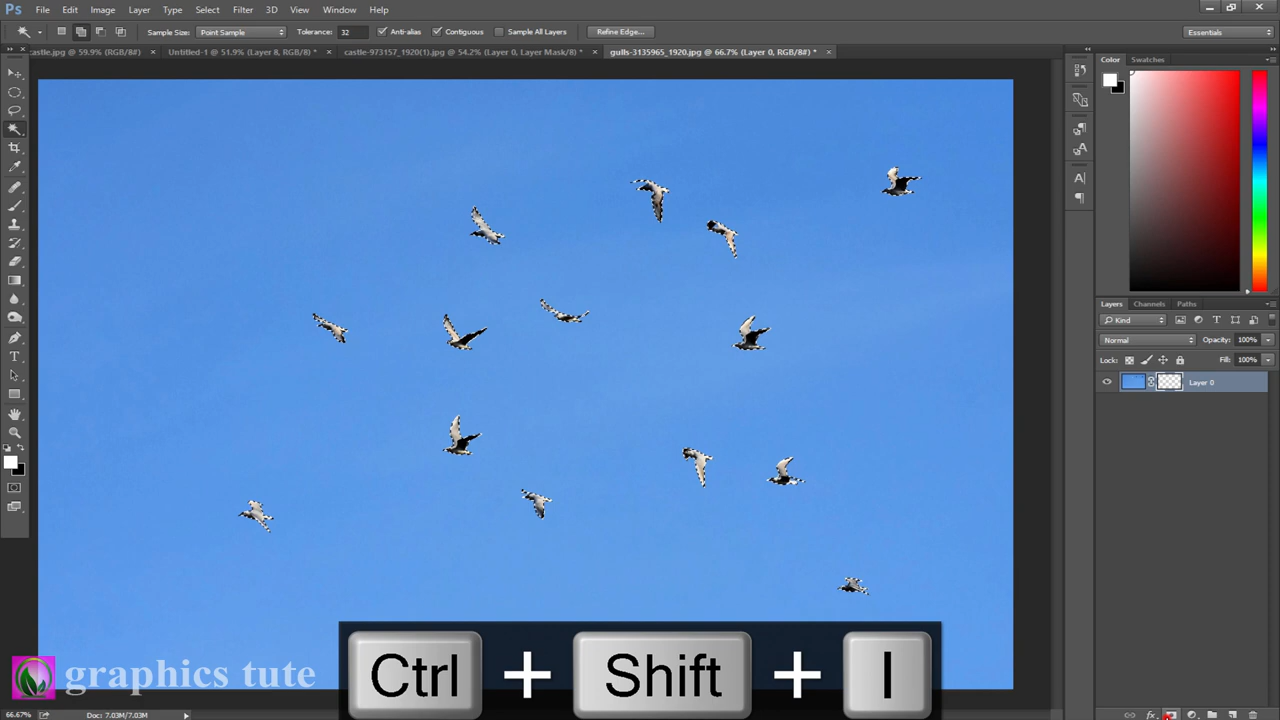 Ps File Edit Image Layer Type Select Filter 3D View Window Help
Sample Size: Point Sample Tolerance: 32 Anti-alias Contiguous Sample All Layers Refine Edge... Essentials
castle.jpg @ 59.9% (RGB/8#) × Untitled-1 @ 51.9% (Layer 8, RGB/8) * × castle-973157_1920(1).jpg @ 54.2% (Layer 0, Layer Mask/8) * × gulls-3135965_1920.jpg @ 66.7% (Layer 0, RGB/8#) * ×
Color Swatches
Layers Channels Paths
Kind
Normal Opacity: 100%
Lock: Fill: 100%
Layer 0
Ctrl + Shift + I
graphics tute
66.67% Doc: 7.03M/7.03M
fx